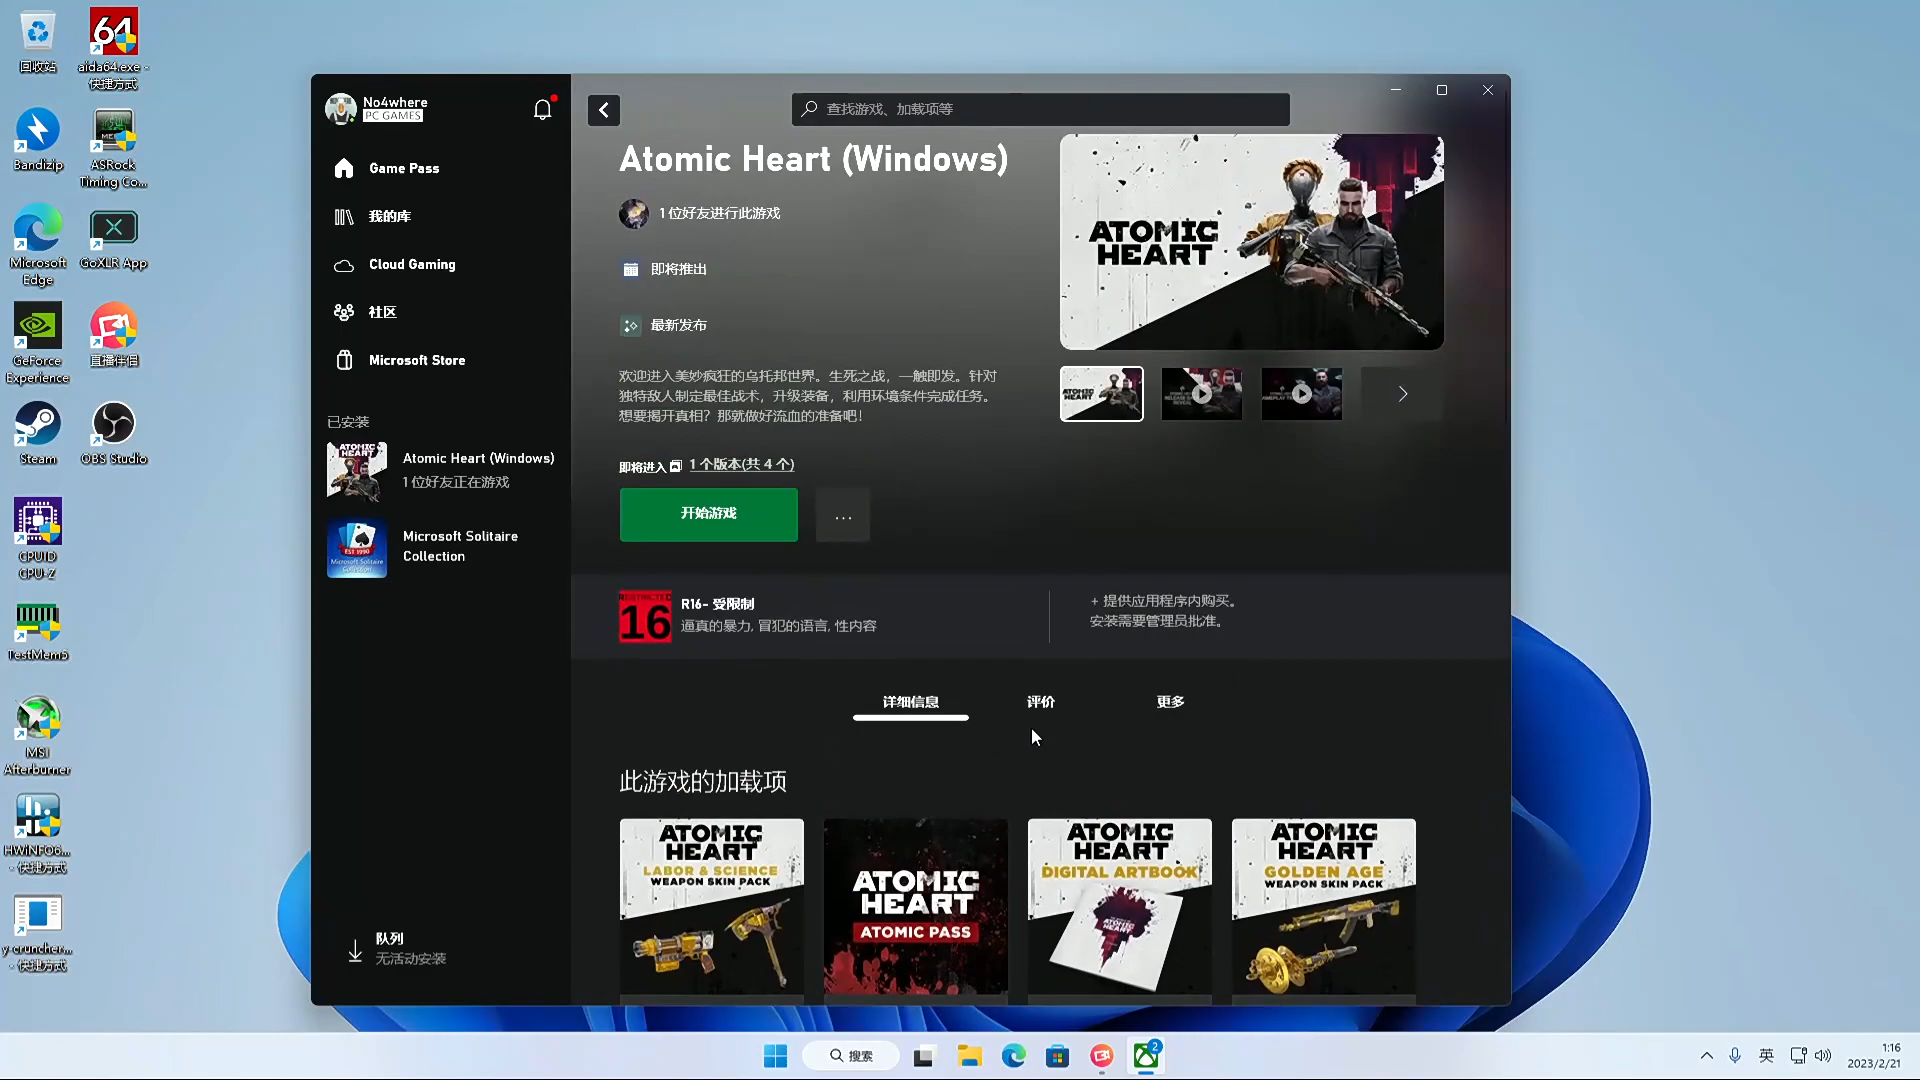 回收站
aida64.exe -
快捷方式
Bandizip
ASRock
Timing Co...
Microsoft
Edge
GoXLR App
GeForce
Experience
直播伴侣
Steam
OBS Studio
CPUID
CPU-Z
TestMem5
MSI
Afterburner
HWiNFO6...
- 快捷方式
y-cruncher...
- 快捷方式
No4where
PC GAMES
Game Pass
我的库
Cloud Gaming
社区
Microsoft Store
已安装
Atomic Heart (Windows)
1 位好友正在游戏
Microsoft Solitaire
Collection
队列
无活动安装
查找游戏、加载项等
Atomic Heart (Windows)
1 位好友进行此游戏
即将推出
最新发布
欢迎进入美妙疯狂的乌托邦世界。生死之战，一触即发。针对
独特敌人制定最佳战术，升级装备，利用环境条件完成任务。
想要揭开真相？那就做好流血的准备吧！
即将进入 1 个版本(共 4 个)
开始游戏
...
ATOMIC
HEART
RESTRICTED
16
R16- 受限制
逼真的暴力, 冒犯的语言, 性内容
+ 提供应用程序内购买。
安装需要管理员批准。
详细信息
评价
更多
此游戏的加载项
ATOMIC
HEART
LABOR & SCIENCE
WEAPON SKIN PACK
ATOMIC
HEART
ATOMIC PASS
ATOMIC
HEART
DIGITAL ARTBOOK
ATOMIC
HEART
GOLDEN AGE
WEAPON SKIN PACK
搜索
2
英
1:16
2023/2/21